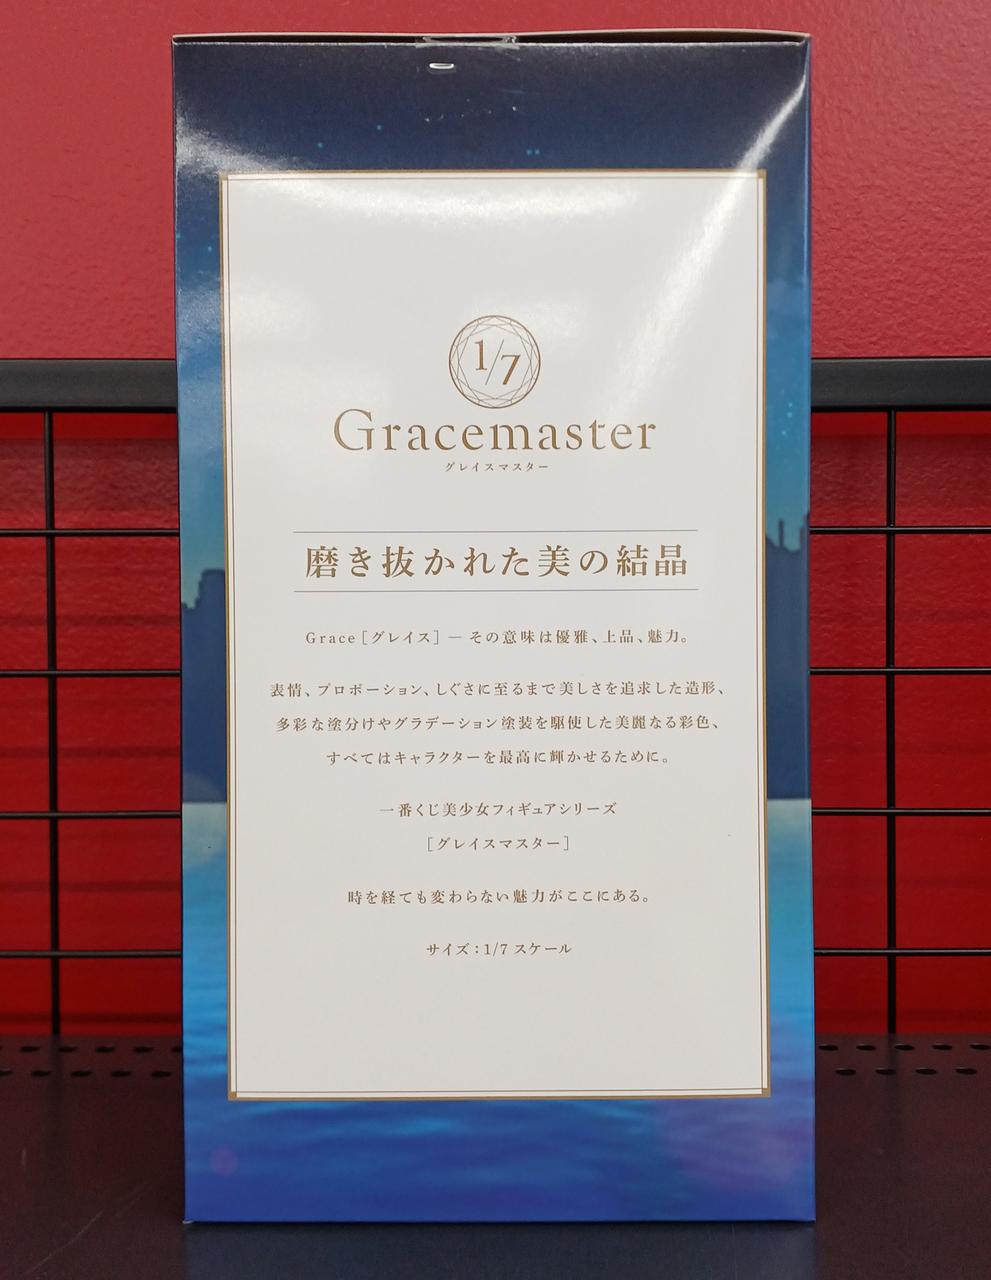 1/7
Gracemaster
グレイスマスター
磨き抜かれた美の結晶
Grace［グレイス］— その意味は優雅、上品、魅力。
表情、プロポーション、しぐさに至るまで美しさを追求した造形、
多彩な塗分けやグラデーション塗装を駆使した美麗なる彩色、
すべてはキャラクターを最高に輝かせるために。
一番くじ美少女フィギュアシリーズ
［グレイスマスター］
時を経ても変わらない魅力がここにある。
サイズ：1/7 スケール